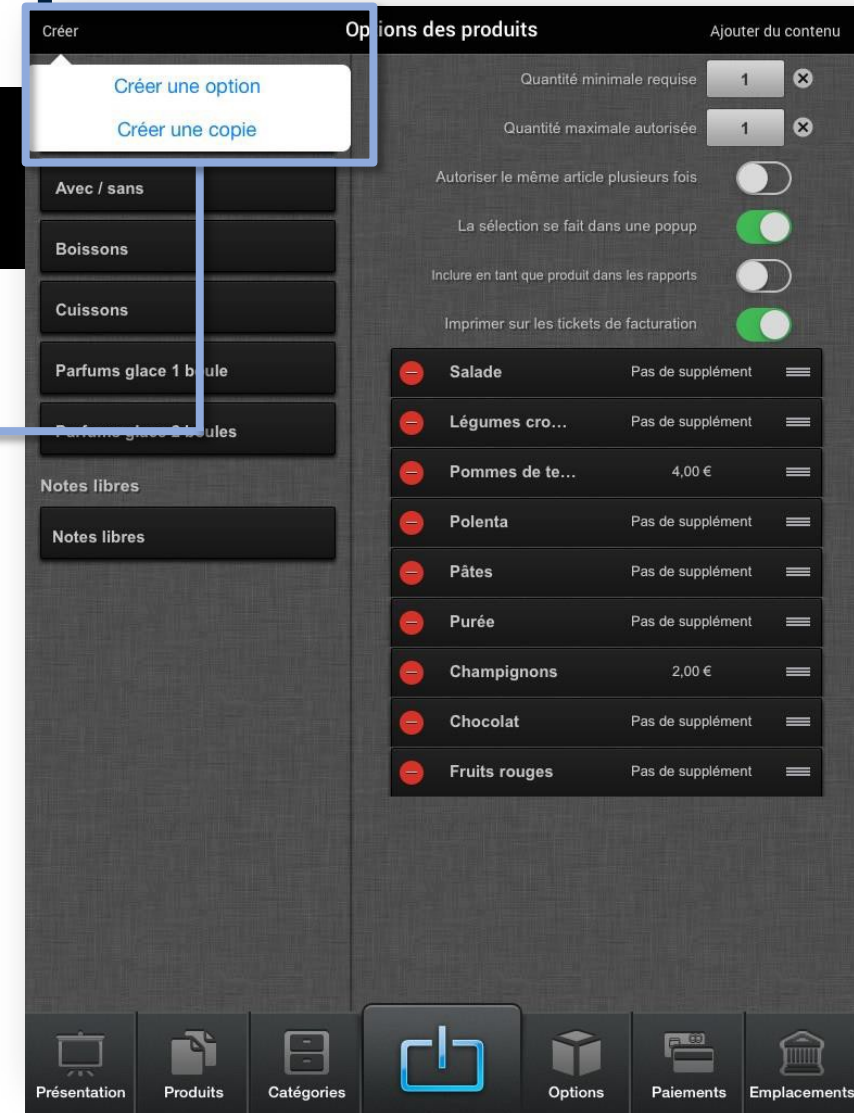 Créer
Options des produits
Ajouter du contenu
Créer une option
Créer une copie
Avec / sans
Boissons
Cuissons
Parfums glace 1 boule
Parfums glace 2 boules
Notes libres
Notes libres
Quantité minimale requise 1
Quantité maximale autorisée 1
Autoriser le même article plusieurs fois
La sélection se fait dans une popup
Inclure en tant que produit dans les rapports
Imprimer sur les tickets de facturation
Salade Pas de supplément
Légumes cro... Pas de supplément
Pommes de te... 4,00 €
Polenta Pas de supplément
Pâtes Pas de supplément
Purée Pas de supplément
Champignons 2,00 €
Chocolat Pas de supplément
Fruits rouges Pas de supplément
Présentation Produits Catégories Options Paiements Emplacements